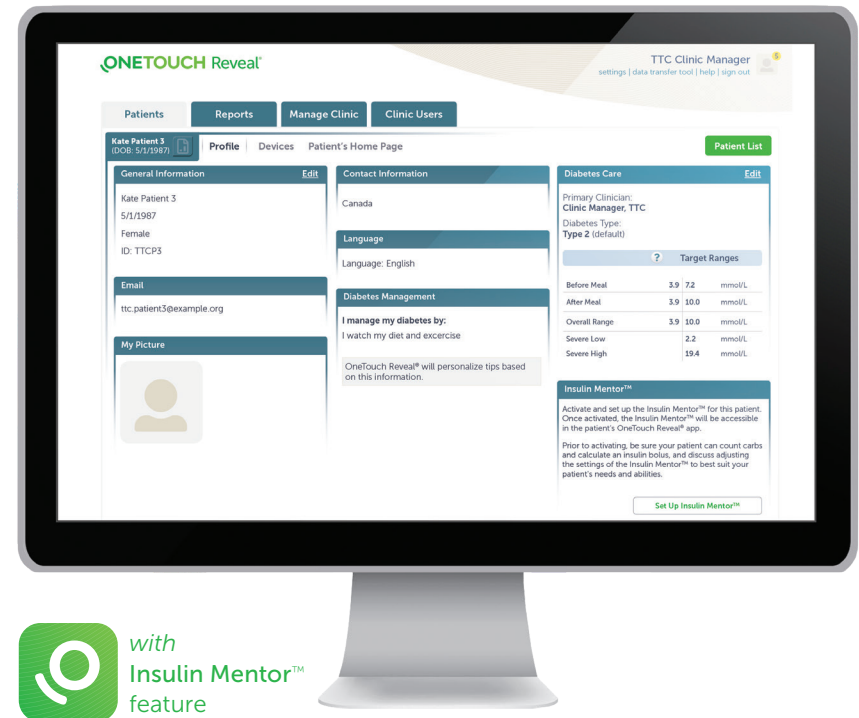 ONETOUCH Reveal®
TTC Clinic Manager
5
settings | data transfer tool | help | sign out
Patients
Reports
Manage Clinic
Clinic Users
Kate Patient 3
(DOB: 5/1/1987)
Profile
Devices
Patient's Home Page
Patient List
General Information
Edit
Kate Patient 3
5/1/1987
Female
ID: TTCP3
Email
ttc.patient3@example.org
My Picture
Contact Information
Canada
Language
Language: English
Diabetes Management
I manage my diabetes by:
I watch my diet and excercise
OneTouch Reveal® will personalize tips based
on this information.
Diabetes Care
Edit
Primary Clinician:
Clinic Manager, TTC
Diabetes Type:
Type 2 (default)
? Target Ranges
Before Meal 3.9 7.2 mmol/L
After Meal 3.9 10.0 mmol/L
Overall Range 3.9 10.0 mmol/L
Severe Low 2.2 mmol/L
Severe High 19.4 mmol/L
Insulin Mentor™
Activate and set up the Insulin Mentor™ for this patient.
Once activated, the Insulin Mentor™ will be accessible
in the patient's OneTouch Reveal® app.
Prior to activating, be sure your patient can count carbs
and calculate an insulin bolus, and discuss adjusting
the settings of the Insulin Mentor™ to best suit your
patient's needs and abilities.
Set Up Insulin Mentor™
with
Insulin Mentor™
feature